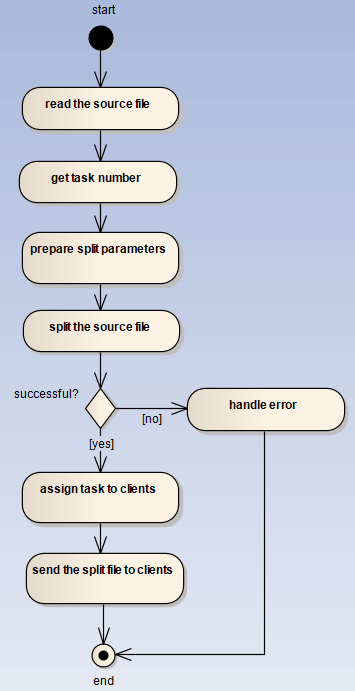 start
read the source file
get task number
prepare split parameters
split the source file
successful?
[no]
handle error
[yes]
assign task to clients
send the split file to clients
end